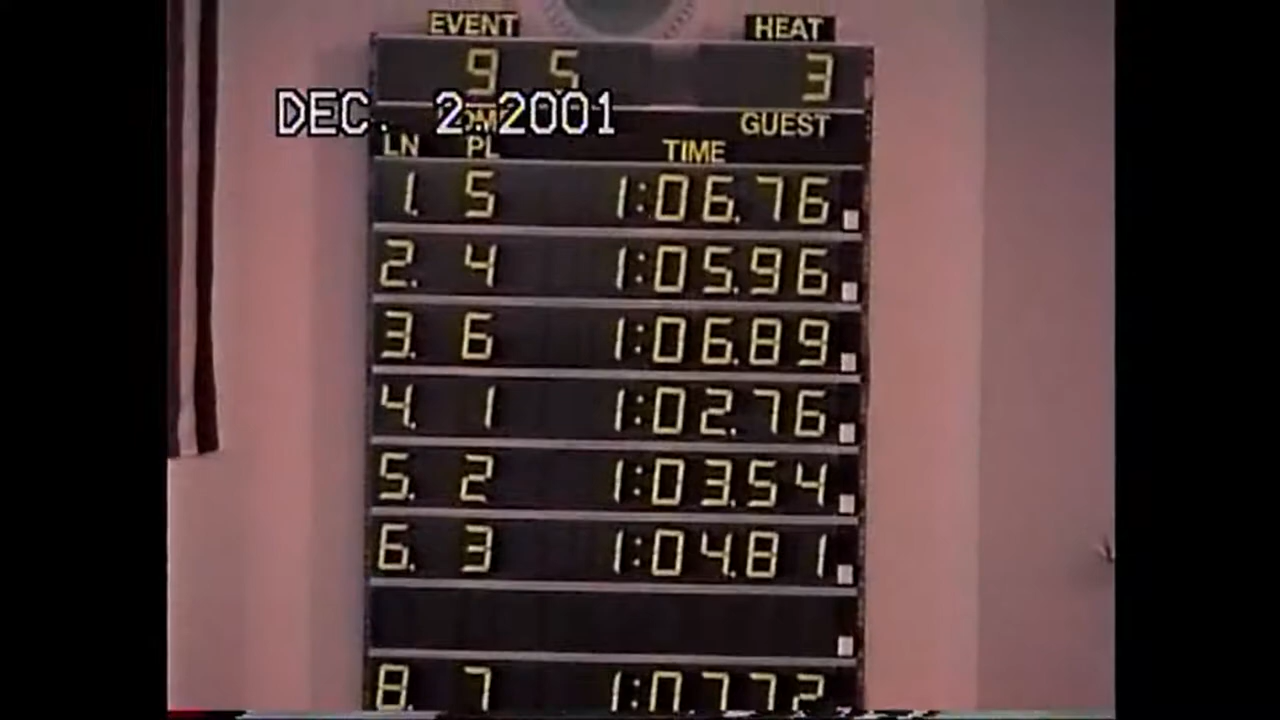 EVENT HEAT
9 5 3
DEC. 2.2001
GUEST
LN PL TIME
1. 5 1:06.76
2. 4 1:05.96
3. 6 1:06.89
4. 1 1:02.76
5. 2 1:03.54
6. 3 1:04.81
8. 7 1:07.72